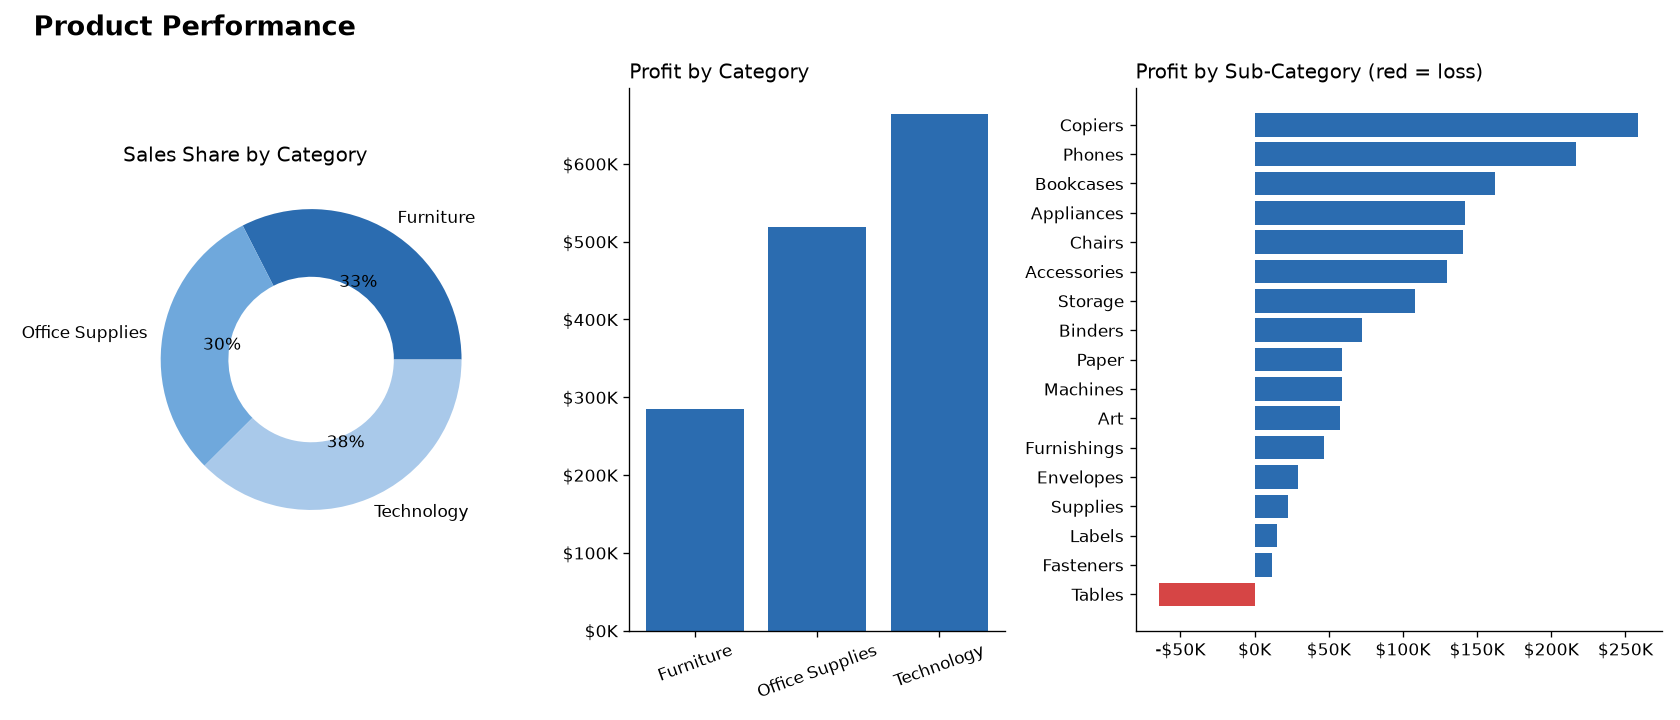 Product Performance
Sales Share by Category
Furniture
33%
Office Supplies
30%
38%
Technology
Profit by Category
$600K
$500K
$400K
$300K
$200K
$100K
$0K
Furniture
Office Supplies
Technology
Profit by Sub-Category (red = loss)
Copiers
Phones
Bookcases
Appliances
Chairs
Accessories
Storage
Binders
Paper
Machines
Art
Furnishings
Envelopes
Supplies
Labels
Fasteners
Tables
-$50K $0K $50K $100K $150K $200K $250K